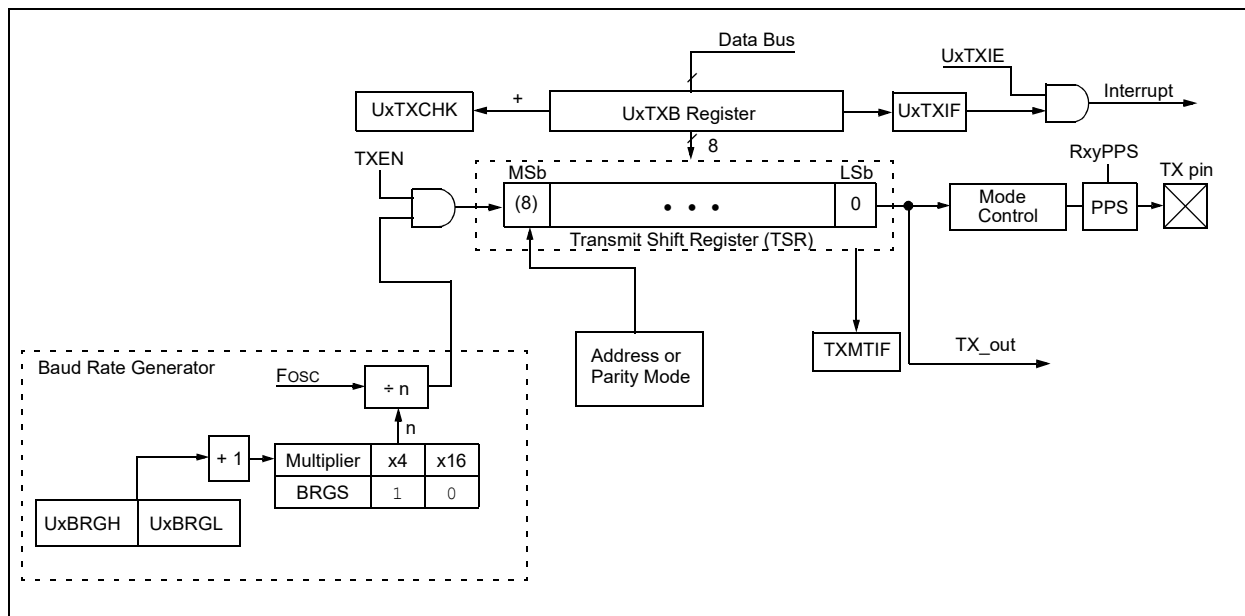 Data Bus
UxTXIE
Interrupt
UxTXCHK
+
UxTXB Register
UxTXIF
8
TXEN
RxyPPS
MSb
LSb
TX pin
(8)
• • •
0
Mode
Control
PPS
Transmit Shift Register (TSR)
Address or
Parity Mode
TXMTIF
TX_out
Baud Rate Generator
FOSC
÷ n
n
+ 1
Multiplier x4 x16
BRGS 1 0
UxBRGH UxBRGL